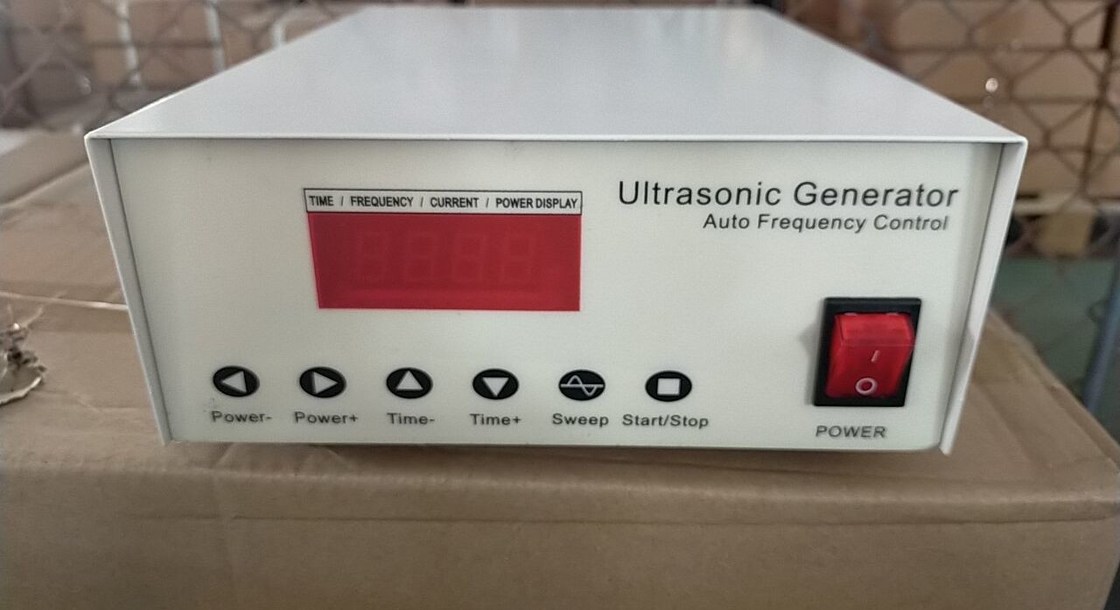 TIME / FREQUENCY / CURRENT / POWER DISPLAY
Ultrasonic Generator
Auto Frequency Control
Power- Power+ Time- Time+ Sweep Start/Stop
I
O
POWER